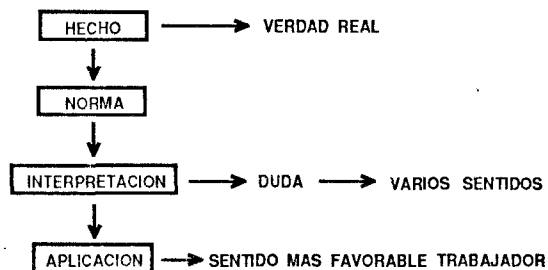 HECHO VERDAD REAL
NORMA
INTERPRETACION DUDA VARIOS SENTIDOS
APLICACION SENTIDO MAS FAVORABLE TRABAJADOR